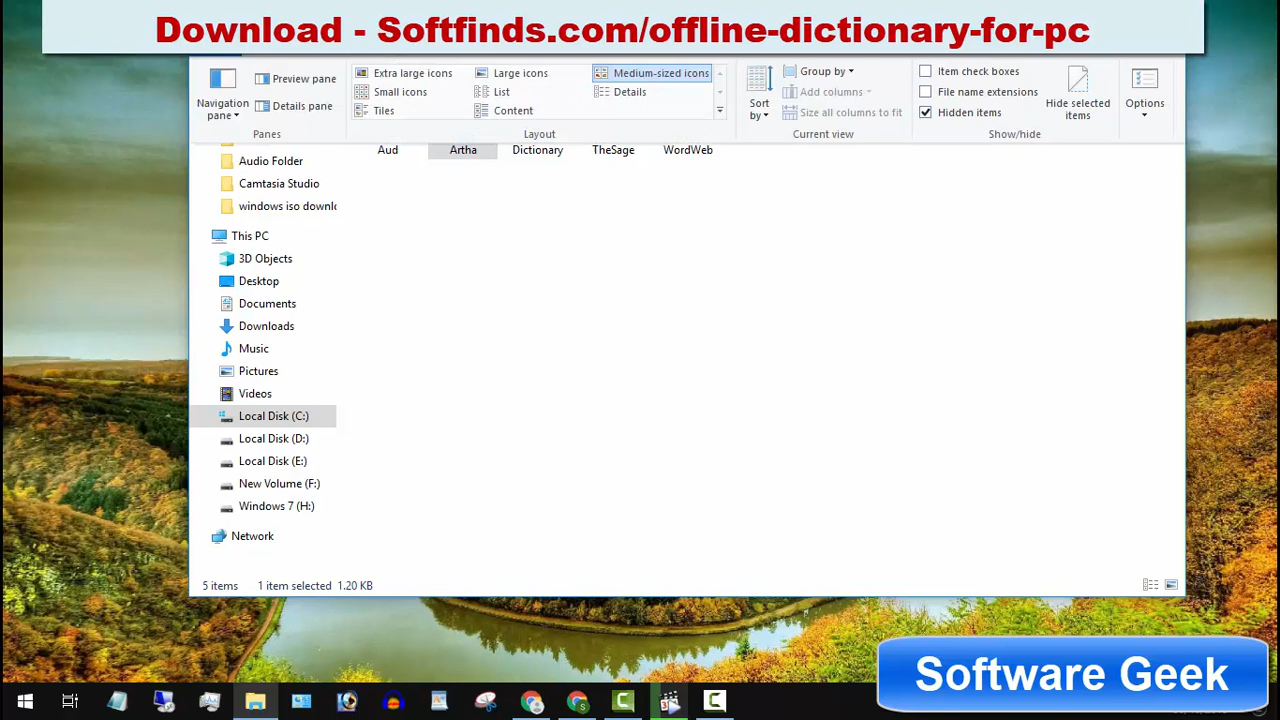 Download - Softfinds.com/offline-dictionary-for-pc
Preview pane
Details pane
Navigation pane
Panes
Extra large icons
Large icons
Medium-sized icons
Small icons
List
Details
Tiles
Content
Layout
Sort by
Group by
Add columns
Size all columns to fit
Current view
Item check boxes
File name extensions
Hidden items
Hide selected items
Show/hide
Options
Aud
Artha
Dictionary
TheSage
WordWeb
Audio Folder
Camtasia Studio
windows iso downl
This PC
3D Objects
Desktop
Documents
Downloads
Music
Pictures
Videos
Local Disk (C:)
Local Disk (D:)
Local Disk (E:)
New Volume (F:)
Windows 7 (H:)
Network
5 items
1 item selected 1.20 KB
Software Geek